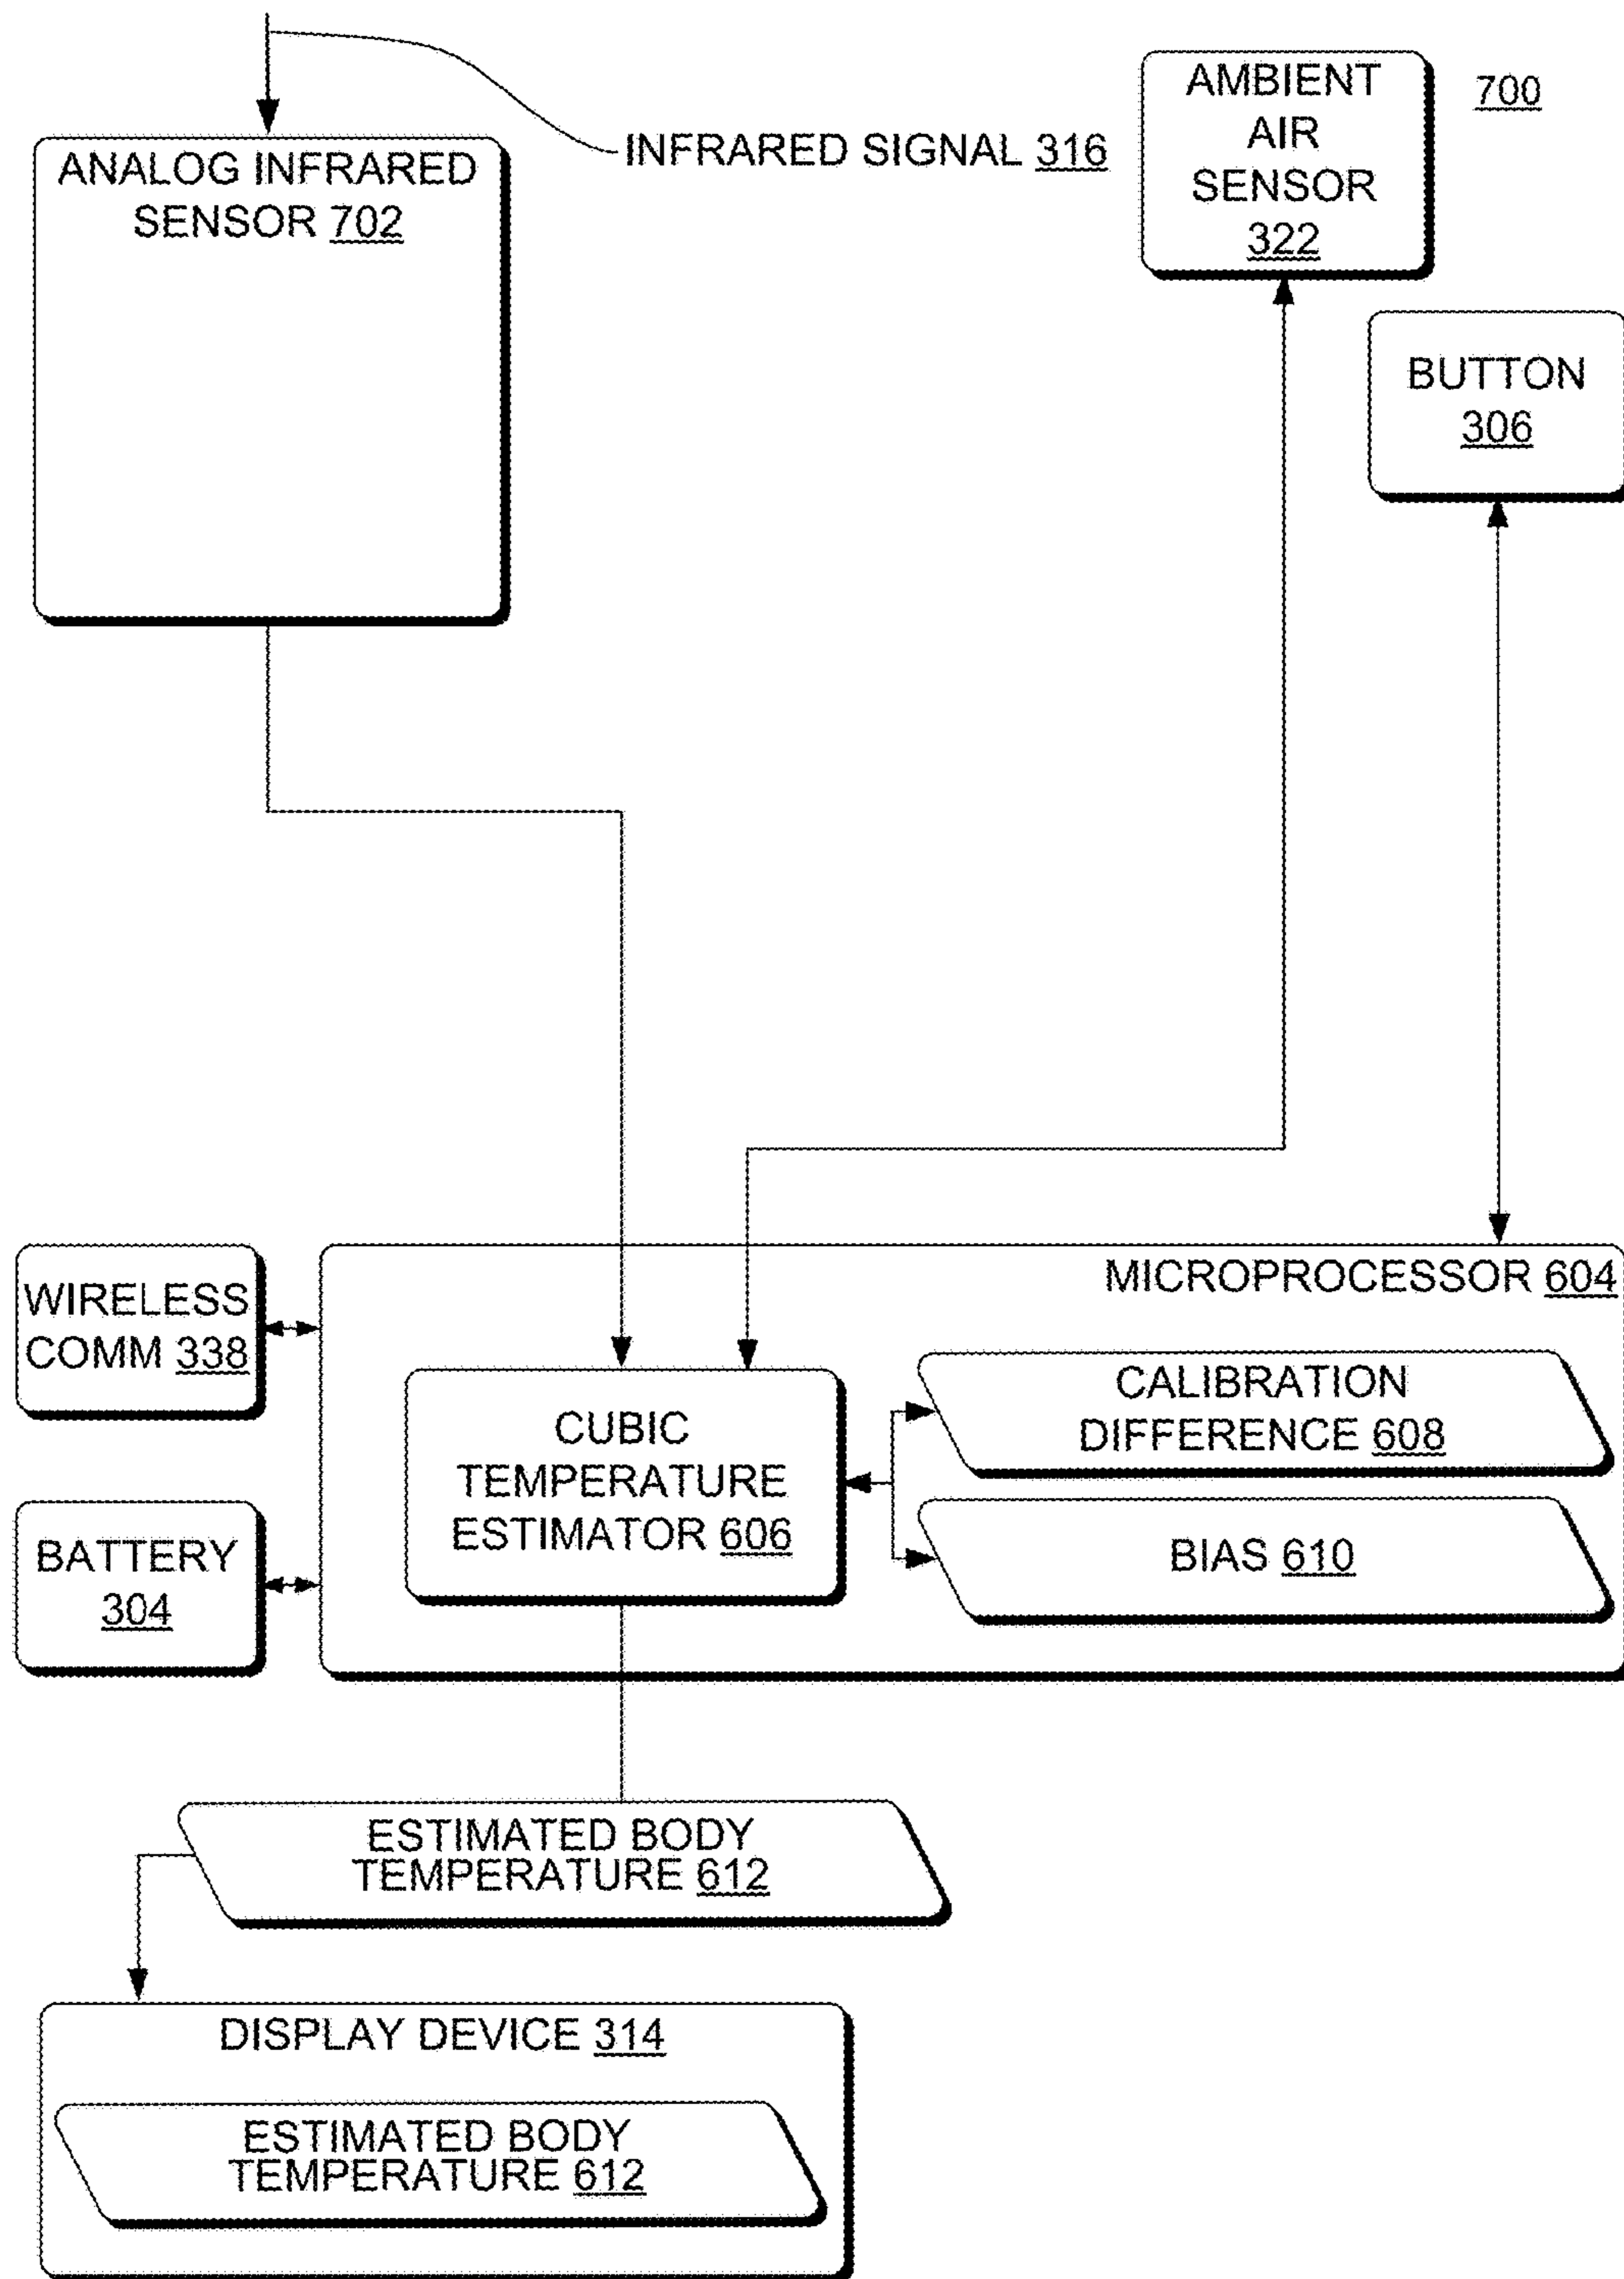 INFRARED SIGNAL 316
ANALOG INFRARED
SENSOR 702
AMBIENT
AIR
SENSOR
322
700
BUTTON
306
MICROPROCESSOR 604
WIRELESS
COMM 338
BATTERY
304
CUBIC
TEMPERATURE
ESTIMATOR 606
CALIBRATION
DIFFERENCE 608
BIAS 610
ESTIMATED BODY
TEMPERATURE 612
DISPLAY DEVICE 314
ESTIMATED BODY
TEMPERATURE 612